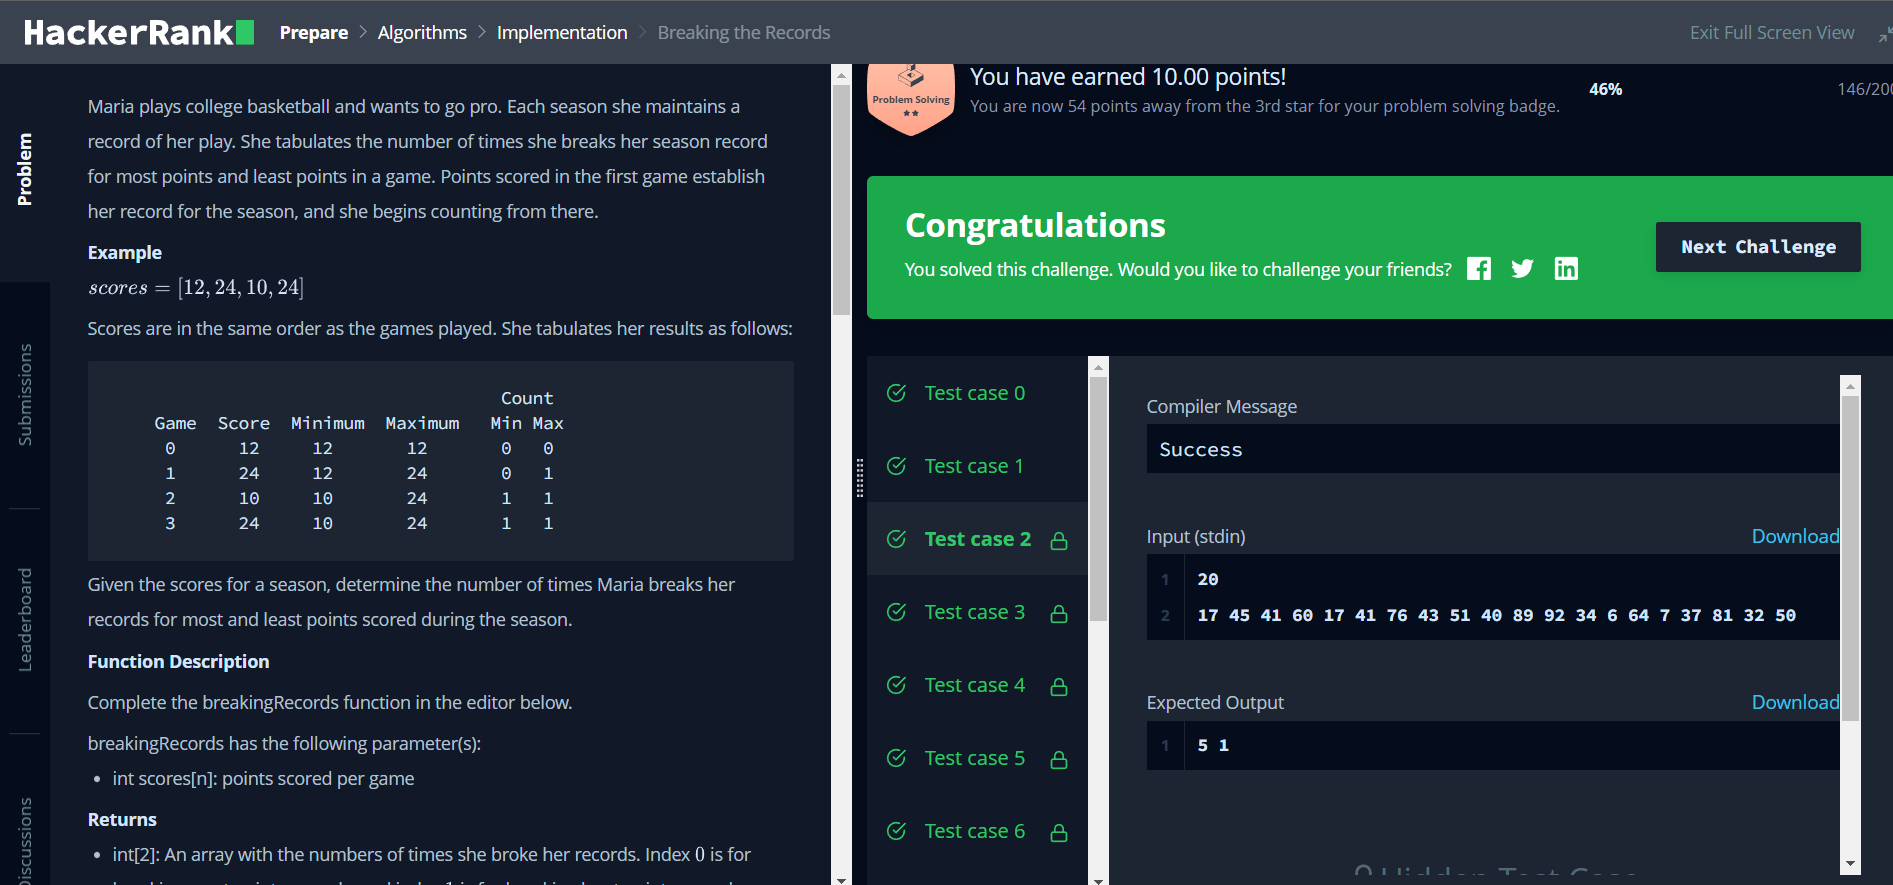 HackerRank
Prepare > Algorithms > Implementation > Breaking the Records
Exit Full Screen View
Problem
Submissions
Leaderboard
Discussions
Maria plays college basketball and wants to go pro. Each season she maintains a
record of her play. She tabulates the number of times she breaks her season record
for most points and least points in a game. Points scored in the first game establish
her record for the season, and she begins counting from there.
Example
scores = [12, 24, 10, 24]
Scores are in the same order as the games played. She tabulates her results as follows:
Count
Game Score Minimum Maximum Min Max
0 12 12 12 0 0
1 24 12 24 0 1
2 10 10 24 1 1
3 24 10 24 1 1
Given the scores for a season, determine the number of times Maria breaks her
records for most and least points scored during the season.
Function Description
Complete the breakingRecords function in the editor below.
breakingRecords has the following parameter(s):
• int scores[n]: points scored per game
Returns
• int[2]: An array with the numbers of times she broke her records. Index 0 is for
Problem Solving
You have earned 10.00 points!
You are now 54 points away from the 3rd star for your problem solving badge.
46%
146/200
Congratulations
You solved this challenge. Would you like to challenge your friends?
Next Challenge
Test case 0
Test case 1
Test case 2
Test case 3
Test case 4
Test case 5
Test case 6
Compiler Message
Success
Input (stdin)
Download
1 20
2 17 45 41 60 17 41 76 43 51 40 89 92 34 6 64 7 37 81 32 50
Expected Output
Download
1 5 1
Hidden Test Case